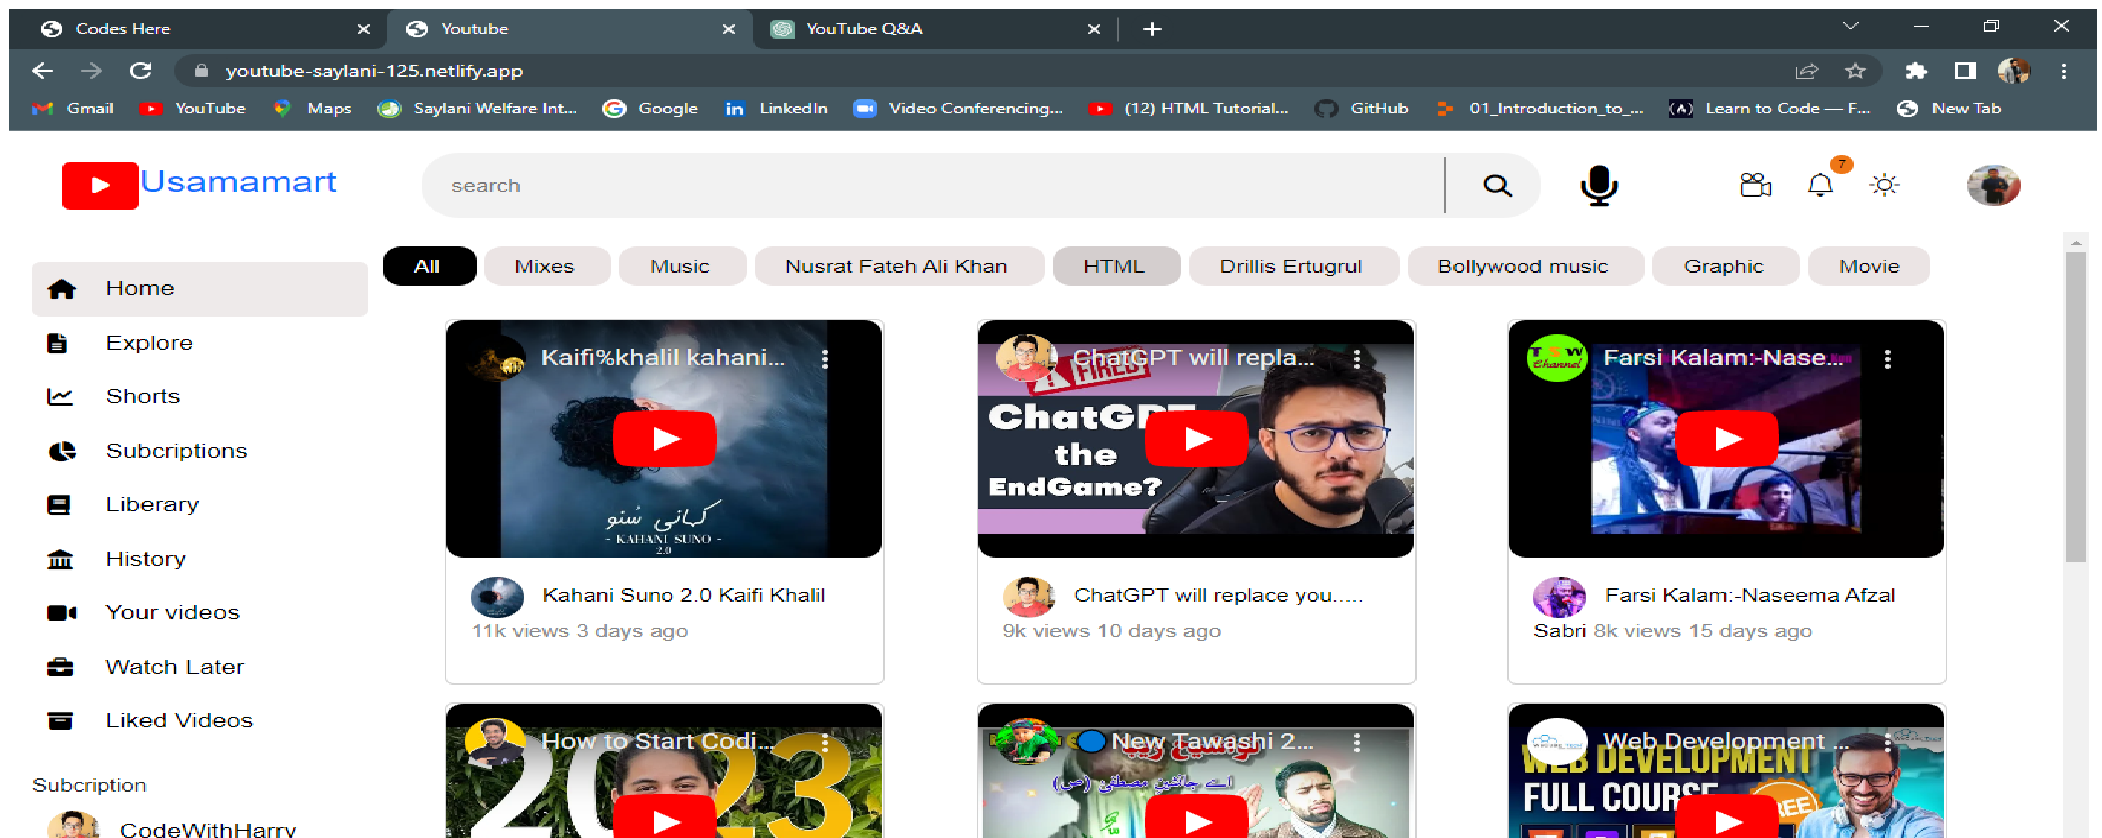 Codes Here
Youtube
YouTube Q&A
youtube-saylani-125.netlify.app
Gmail
YouTube
Maps
Saylani Welfare Int...
Google
LinkedIn
Video Conferencing...
(12) HTML Tutorial...
GitHub
01_Introduction_to_...
Learn to Code — F...
New Tab
Usamamart
search
7
All
Mixes
Music
Nusrat Fateh Ali Khan
HTML
Drillis Ertugrul
Bollywood music
Graphic
Movie
Home
Explore
Shorts
Subcriptions
Liberary
History
Your videos
Watch Later
Liked Videos
Subcription
CodeWithHarry
Kaifi%khalil kahani...
کہانی سُنو
- KAHANI SUNO -
2.0
Kahani Suno 2.0 Kaifi Khalil
11k views 3 days ago
ChatGPT will repla...
FIRED
ChatGPT
the
EndGame?
ChatGPT will replace you.....
9k views 10 days ago
TSW
Channel
Farsi Kalam:-Nase...
Farsi Kalam:-Naseema Afzal
Sabri 8k views 15 days ago
How to Start Codi...
2023
New Tawashi 2...
اے جانشین مصطفیٰ (ص)
Web Development ...
WEB DEVELOPMENT
FULL COURSE
FREE